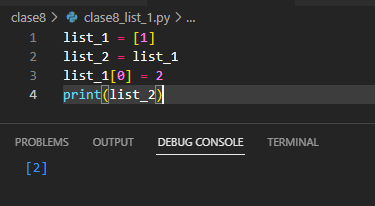 clase8 > clase8_list_1.py > ...
1 list_1 = [1]
2 list_2 = list_1
3 list_1[0] = 2
4 print(list_2)
PROBLEMS OUTPUT DEBUG CONSOLE TERMINAL
[2]